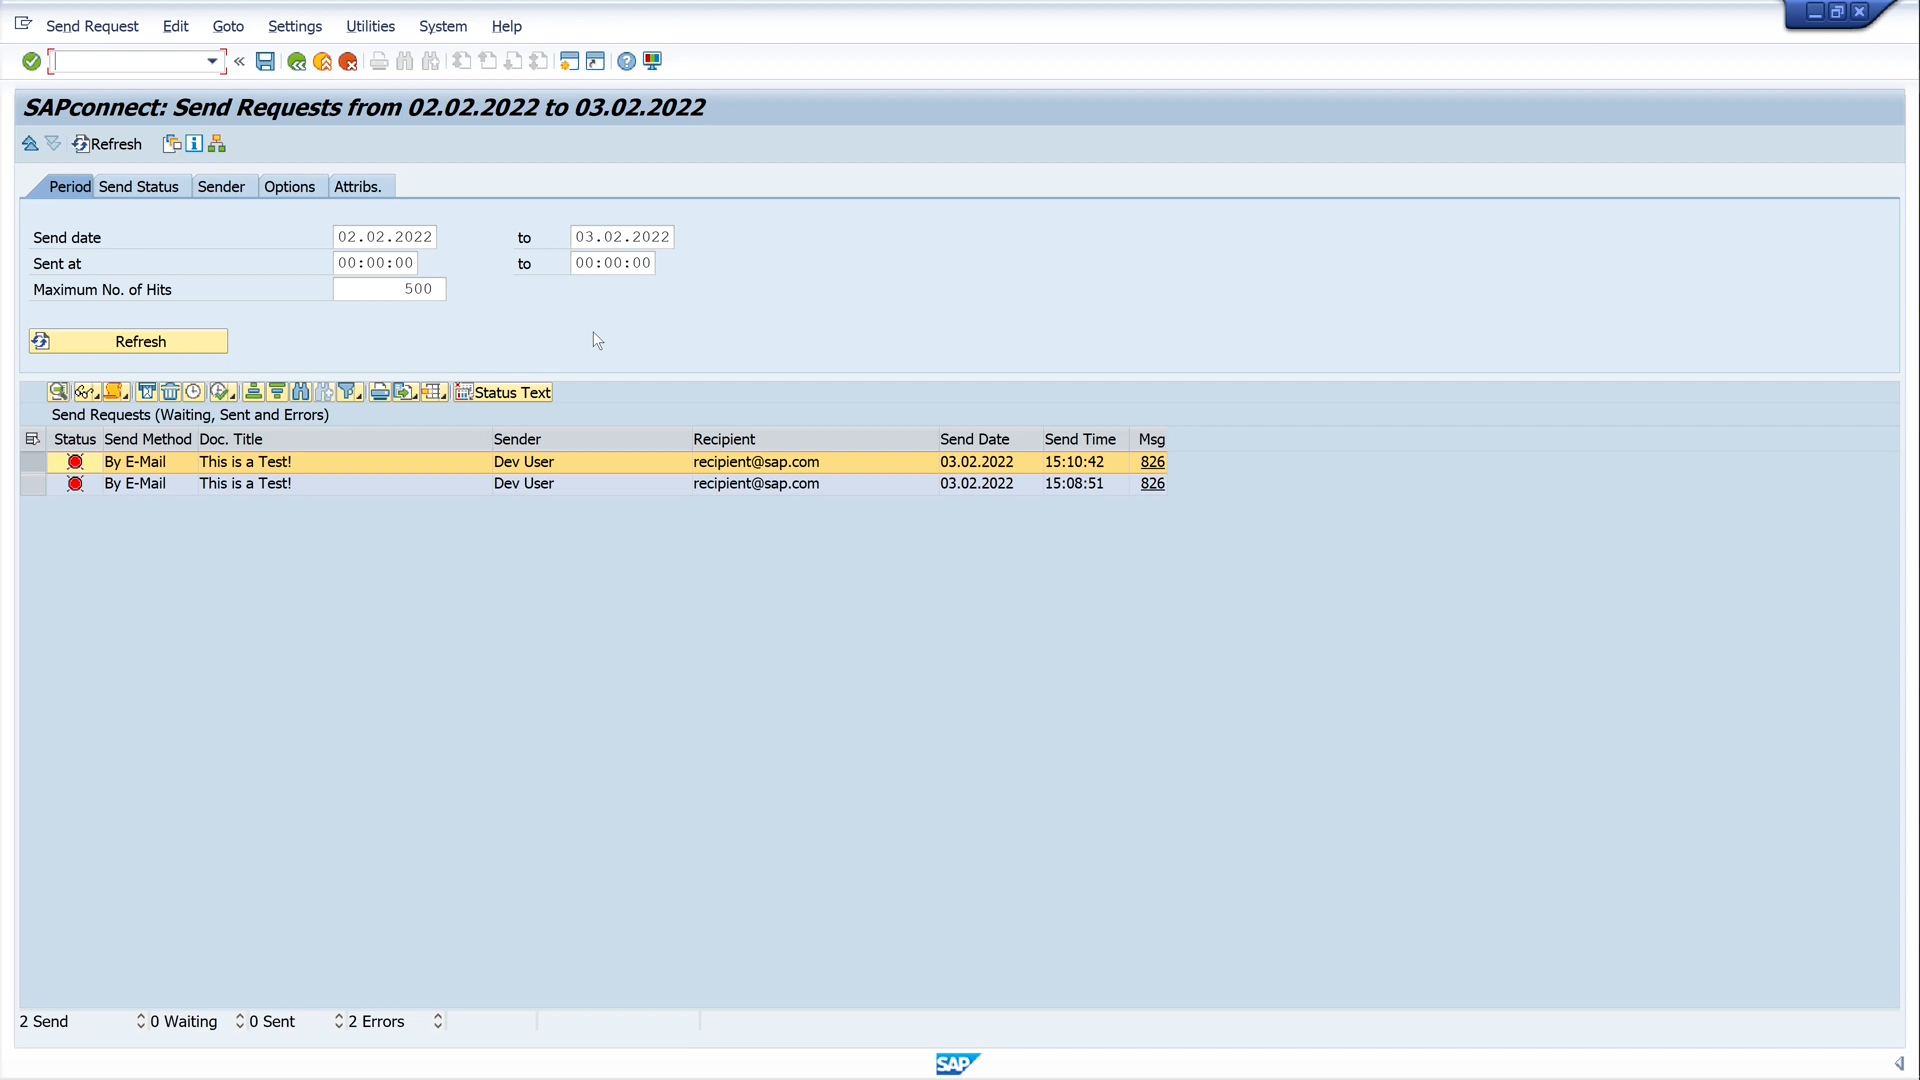 Send Request Edit Goto Settings Utilities System Help
SAPconnect: Send Requests from 02.02.2022 to 03.02.2022
Refresh
Period Send Status Sender Options Attribs.
Send date 02.02.2022 to 03.02.2022
Sent at 00:00:00 to 00:00:00
Maximum No. of Hits 500
Refresh
Status Text
Send Requests (Waiting, Sent and Errors)
Status Send Method Doc. Title Sender Recipient Send Date Send Time Msg
By E-Mail This is a Test! Dev User recipient@sap.com 03.02.2022 15:10:42 826
By E-Mail This is a Test! Dev User recipient@sap.com 03.02.2022 15:08:51 826
2 Send 0 Waiting 0 Sent 2 Errors
SAP